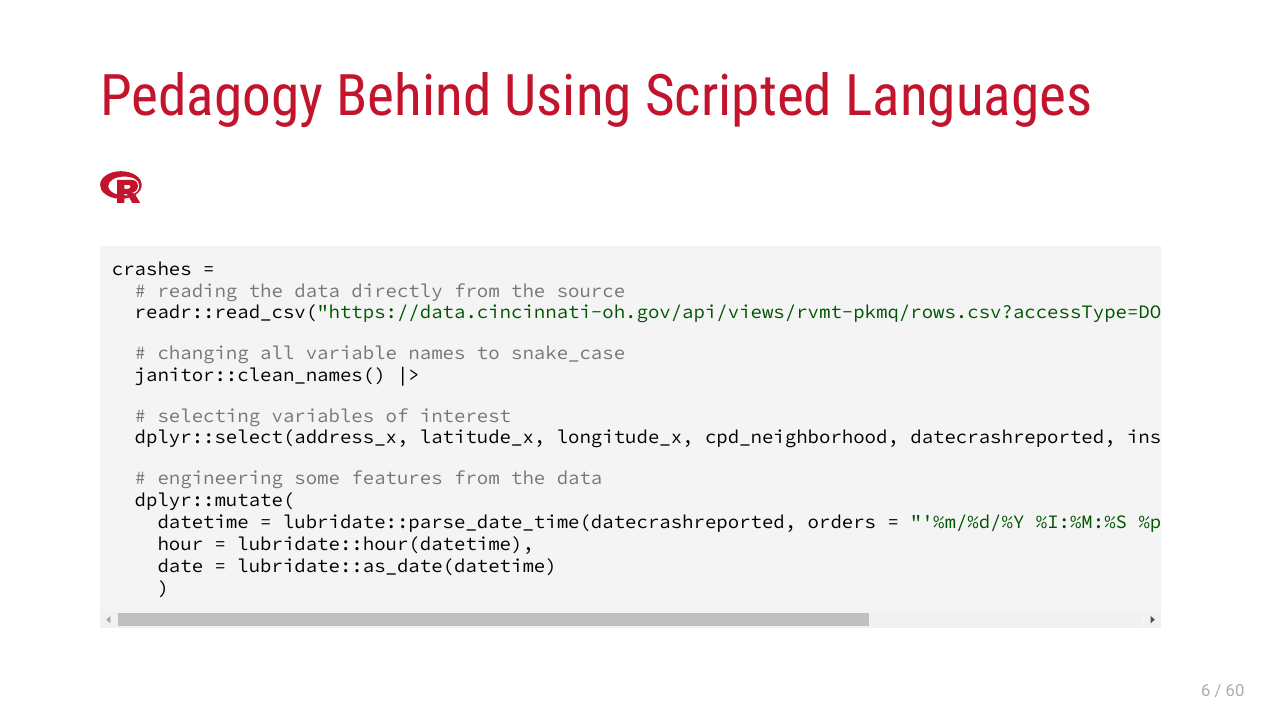 Pedagogy Behind Using Scripted Languages
R
crashes =
# reading the data directly from the source
readr::read_csv("https://data.cincinnati-oh.gov/api/views/rvmt-pkmq/rows.csv?accessType=DO
# changing all variable names to snake_case
janitor::clean_names() |>
# selecting variables of interest
dplyr::select(address_x, latitude_x, longitude_x, cpd_neighborhood, datecrashreported, ins
# engineering some features from the data
dplyr::mutate(
datetime = lubridate::parse_date_time(datecrashreported, orders = "'%m/%d/%Y %I:%M:%S %p
hour = lubridate::hour(datetime),
date = lubridate::as_date(datetime)
)
6 / 60